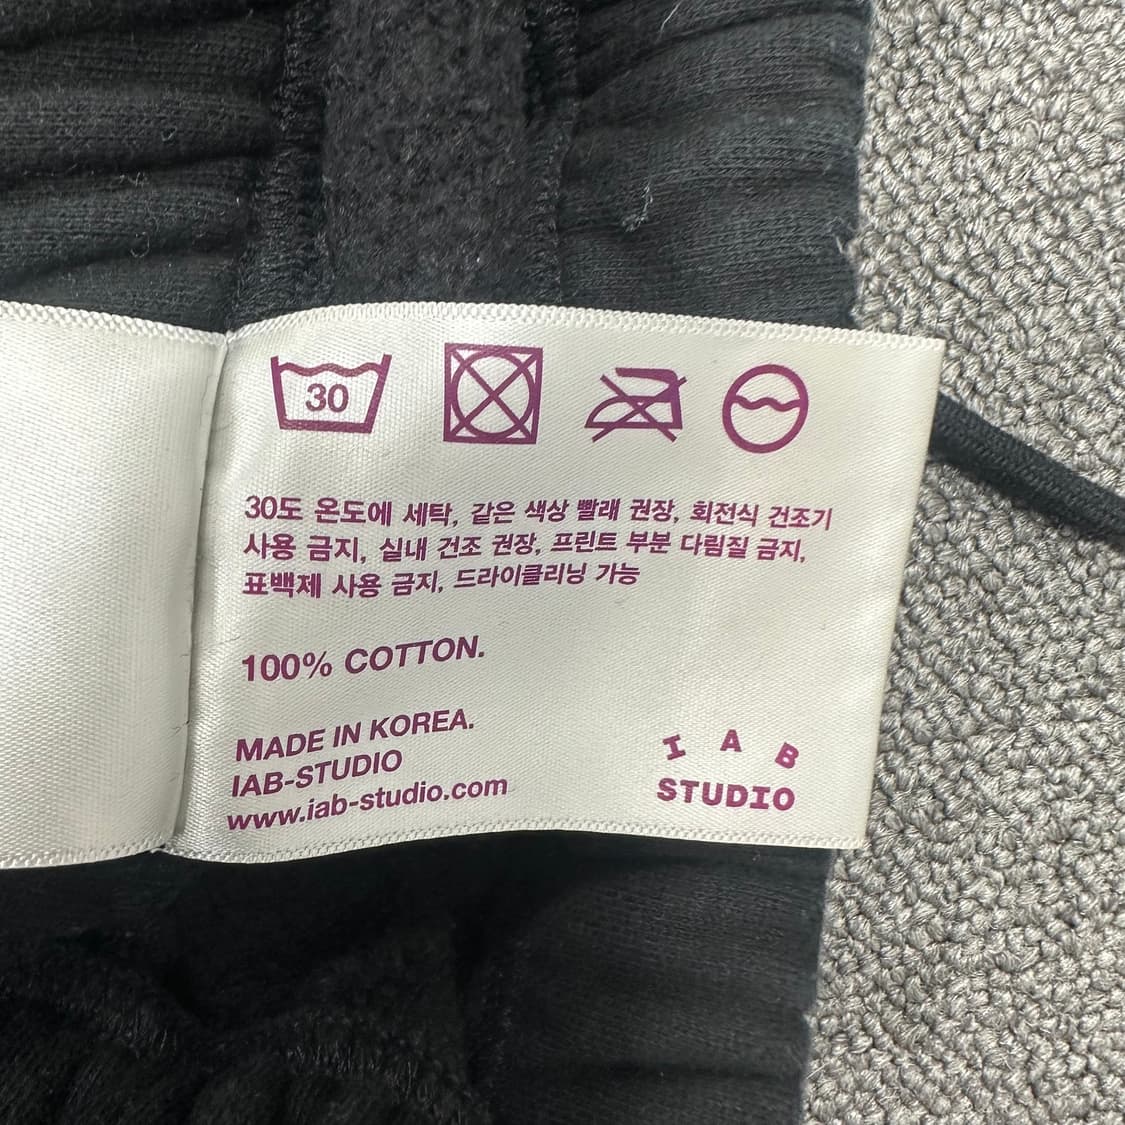 30
30도 온도에 세탁, 같은 색상 빨래 권장, 회전식 건조기
사용 금지, 실내 건조 권장, 프린트 부분 다림질 금지,
표백제 사용 금지, 드라이클리닝 가능
100% COTTON.
MADE IN KOREA.
IAB-STUDIO
www.iab-studio.com
I A B
STUDIO